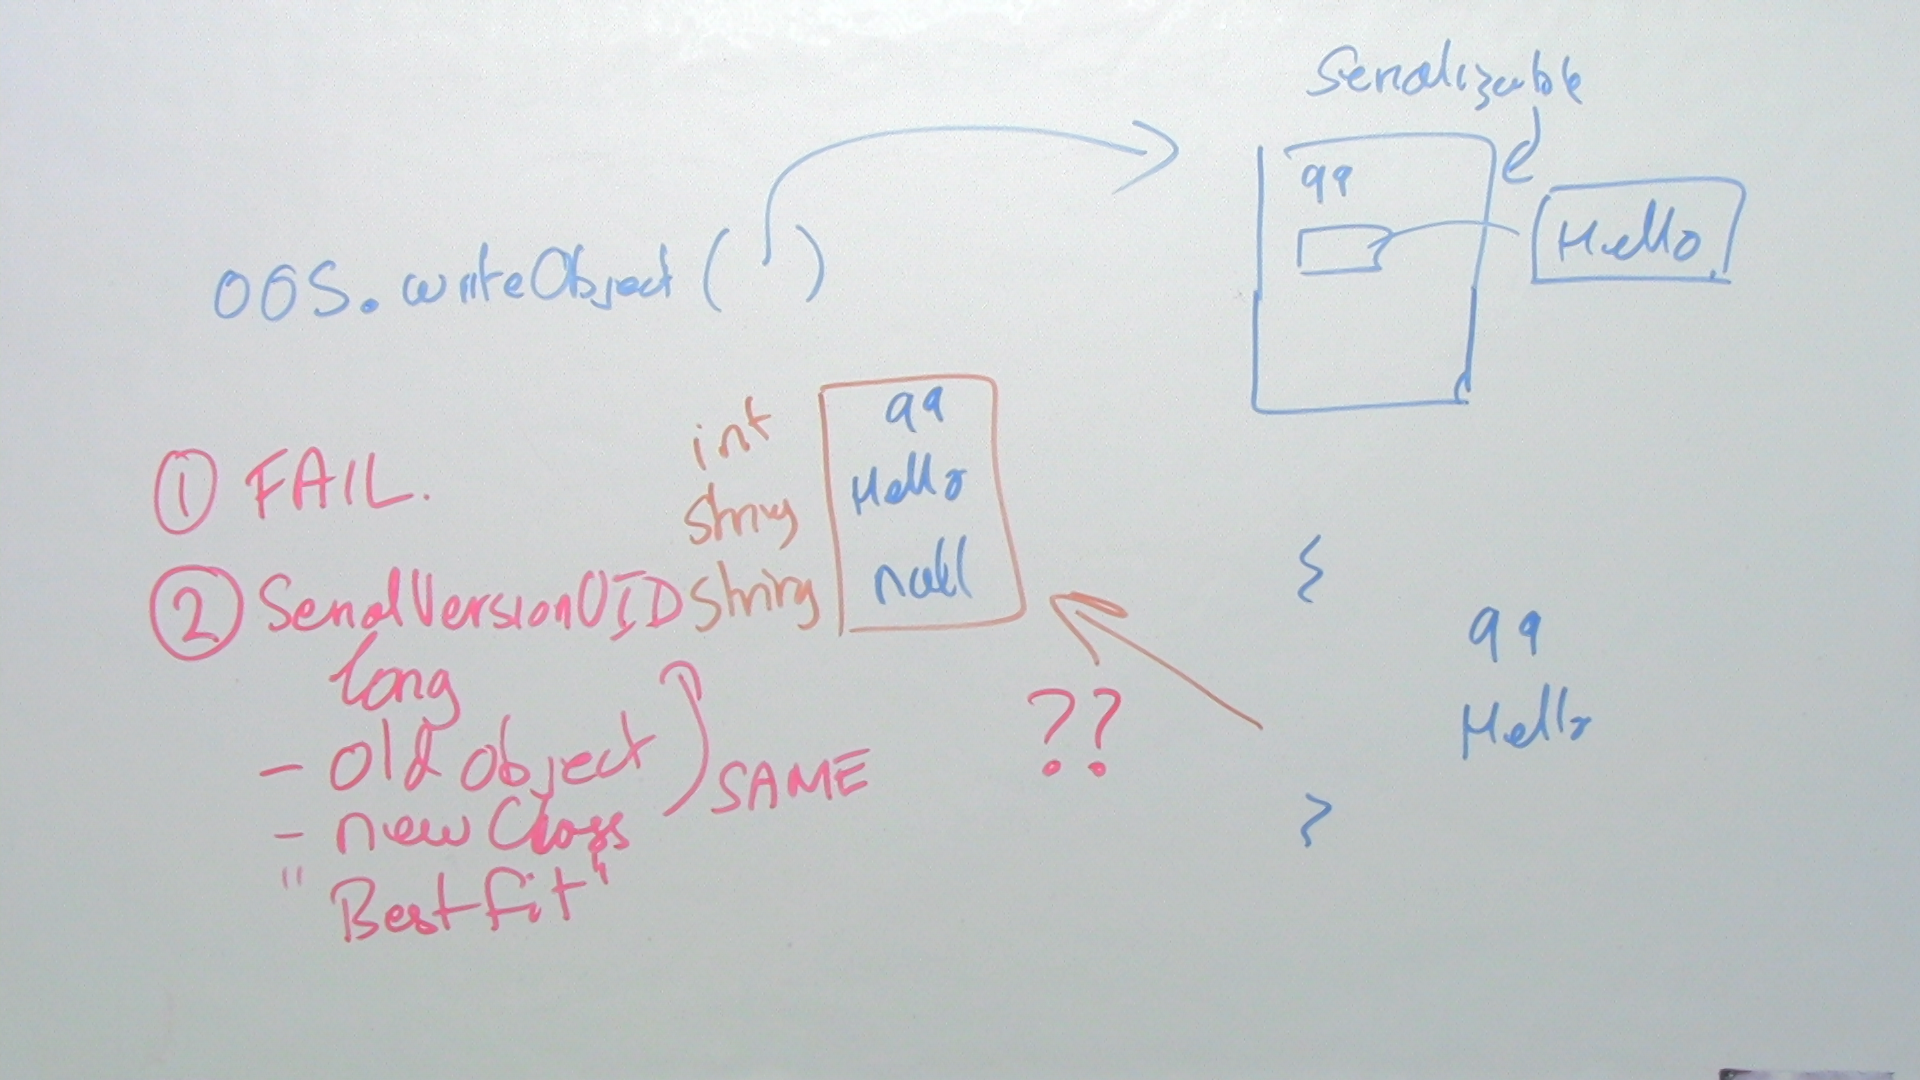 Serializable
99
Hello
OOS.writeObject( )
int 99
String Hello
String null
① FAIL.
② SerialVersionUID
long
- old object
- new Class
SAME
"Best fit"
??
{
99
Hello
}